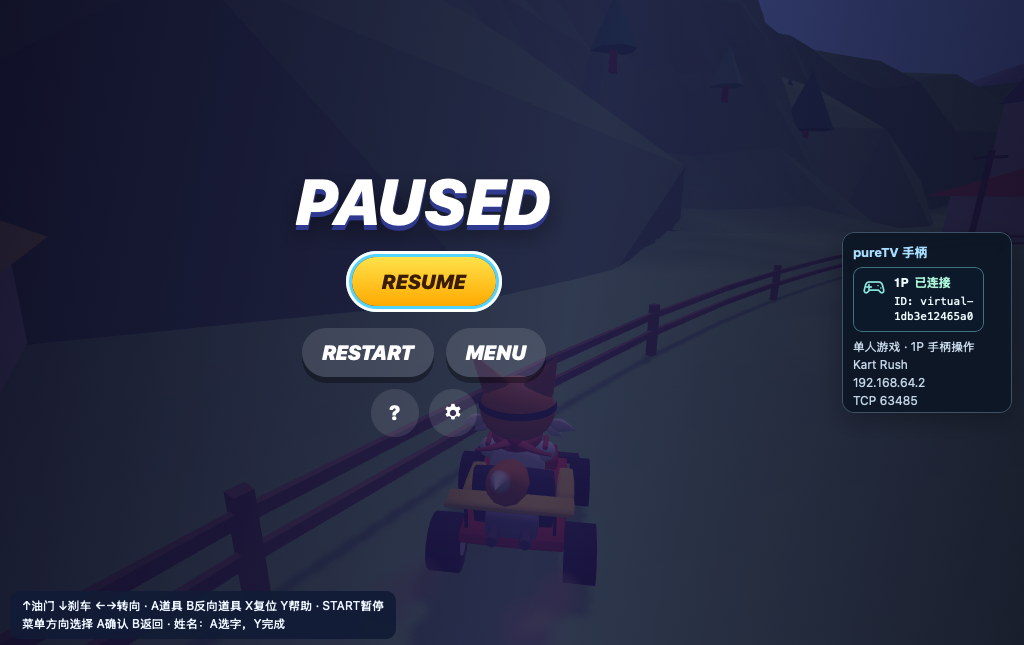 PAUSED
RESUME
RESTART
MENU
?
pureTV 手柄
1P 已连接
ID: virtual-
1db3e12465a0
单人游戏 · 1P 手柄操作
Kart Rush
192.168.64.2
TCP 63485
↑油门 ↓刹车 ←→转向 · A道具 B反向道具 X复位 Y帮助 · START暂停
菜单方向选择 A确认 B返回 · 姓名：A选字，Y完成